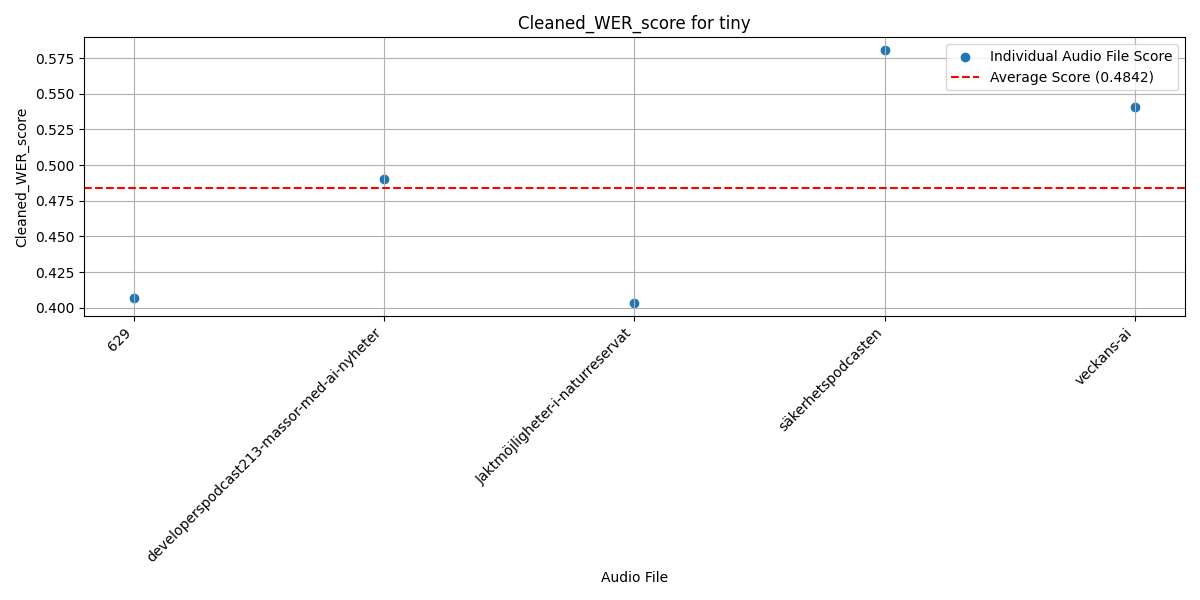 Cleaned_WER_score for tiny
Individual Audio File Score
Average Score (0.4842)
Cleaned_WER_score
0.575
0.550
0.525
0.500
0.475
0.450
0.425
0.400
629
developerspodcast213-massor-med-ai-nyheter
Jaktmöjligheter-i-naturreservat
säkerhetspodcasten
veckans-ai
Audio File